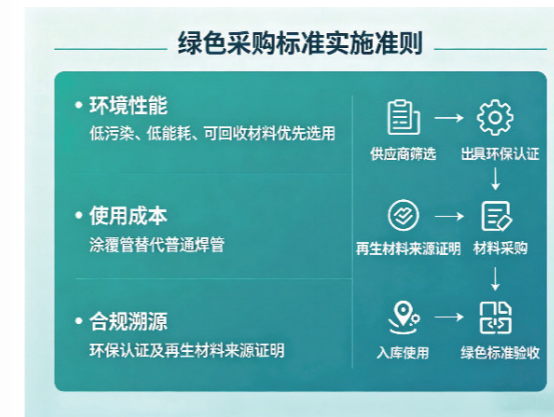 绿色采购标准实施准则
• 环境性能
低污染、低能耗、可回收材料优先选用
• 使用成本
涂覆管替代普通焊管
• 合规溯源
环保认证及再生材料来源证明
供应商筛选
出具环保认证
再生材料来源证明
材料采购
入库使用
绿色标准验收